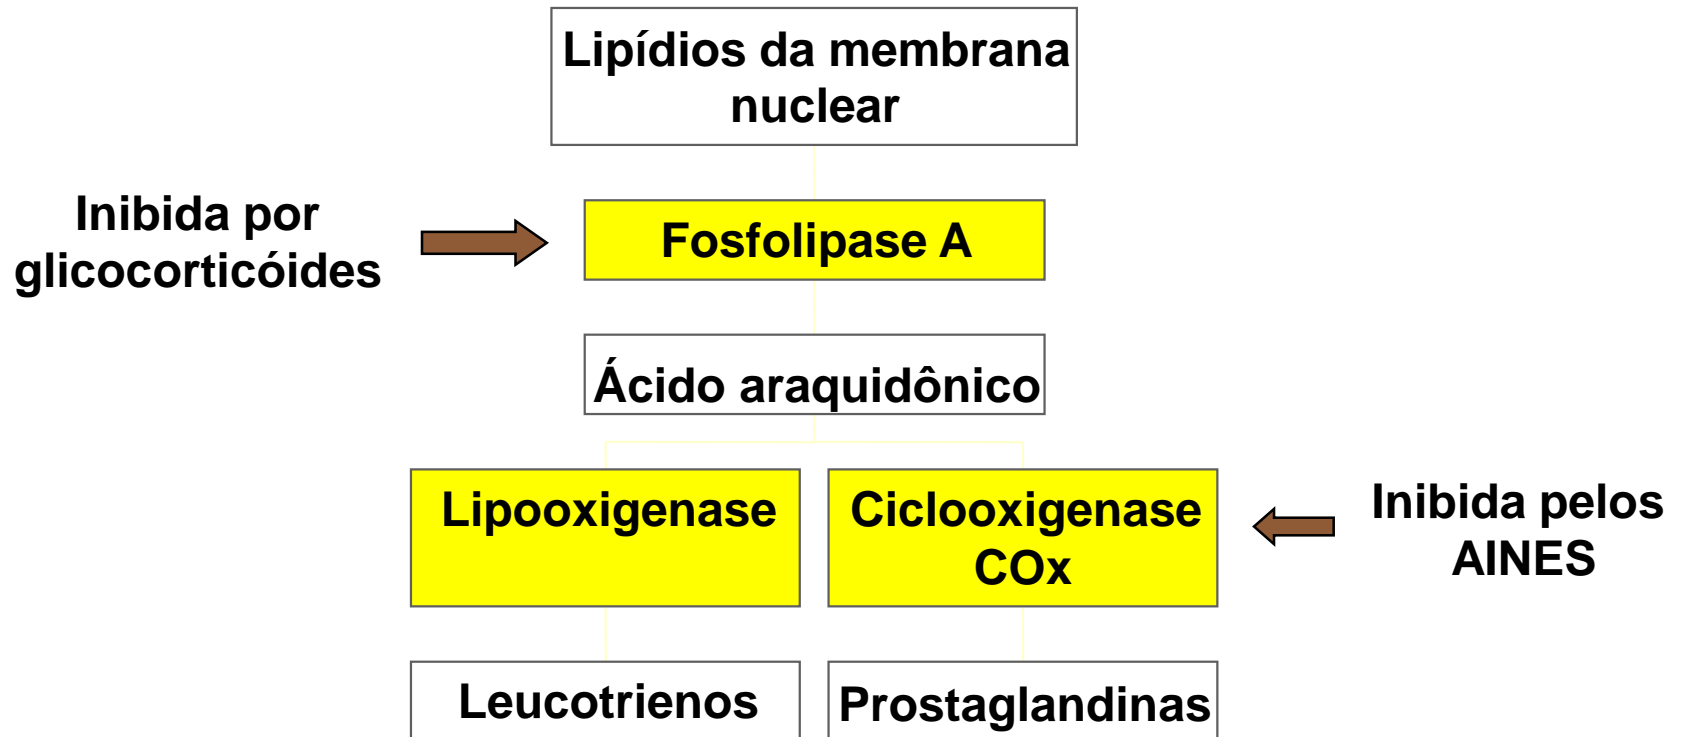 Lipídios da membrana
nuclear
Inibida por
glicocorticóides
Fosfolipase A
Ácido araquidônico
Lipooxigenase
Ciclooxigenase
COx
Inibida pelos
AINES
Leucotrienos
Prostaglandinas